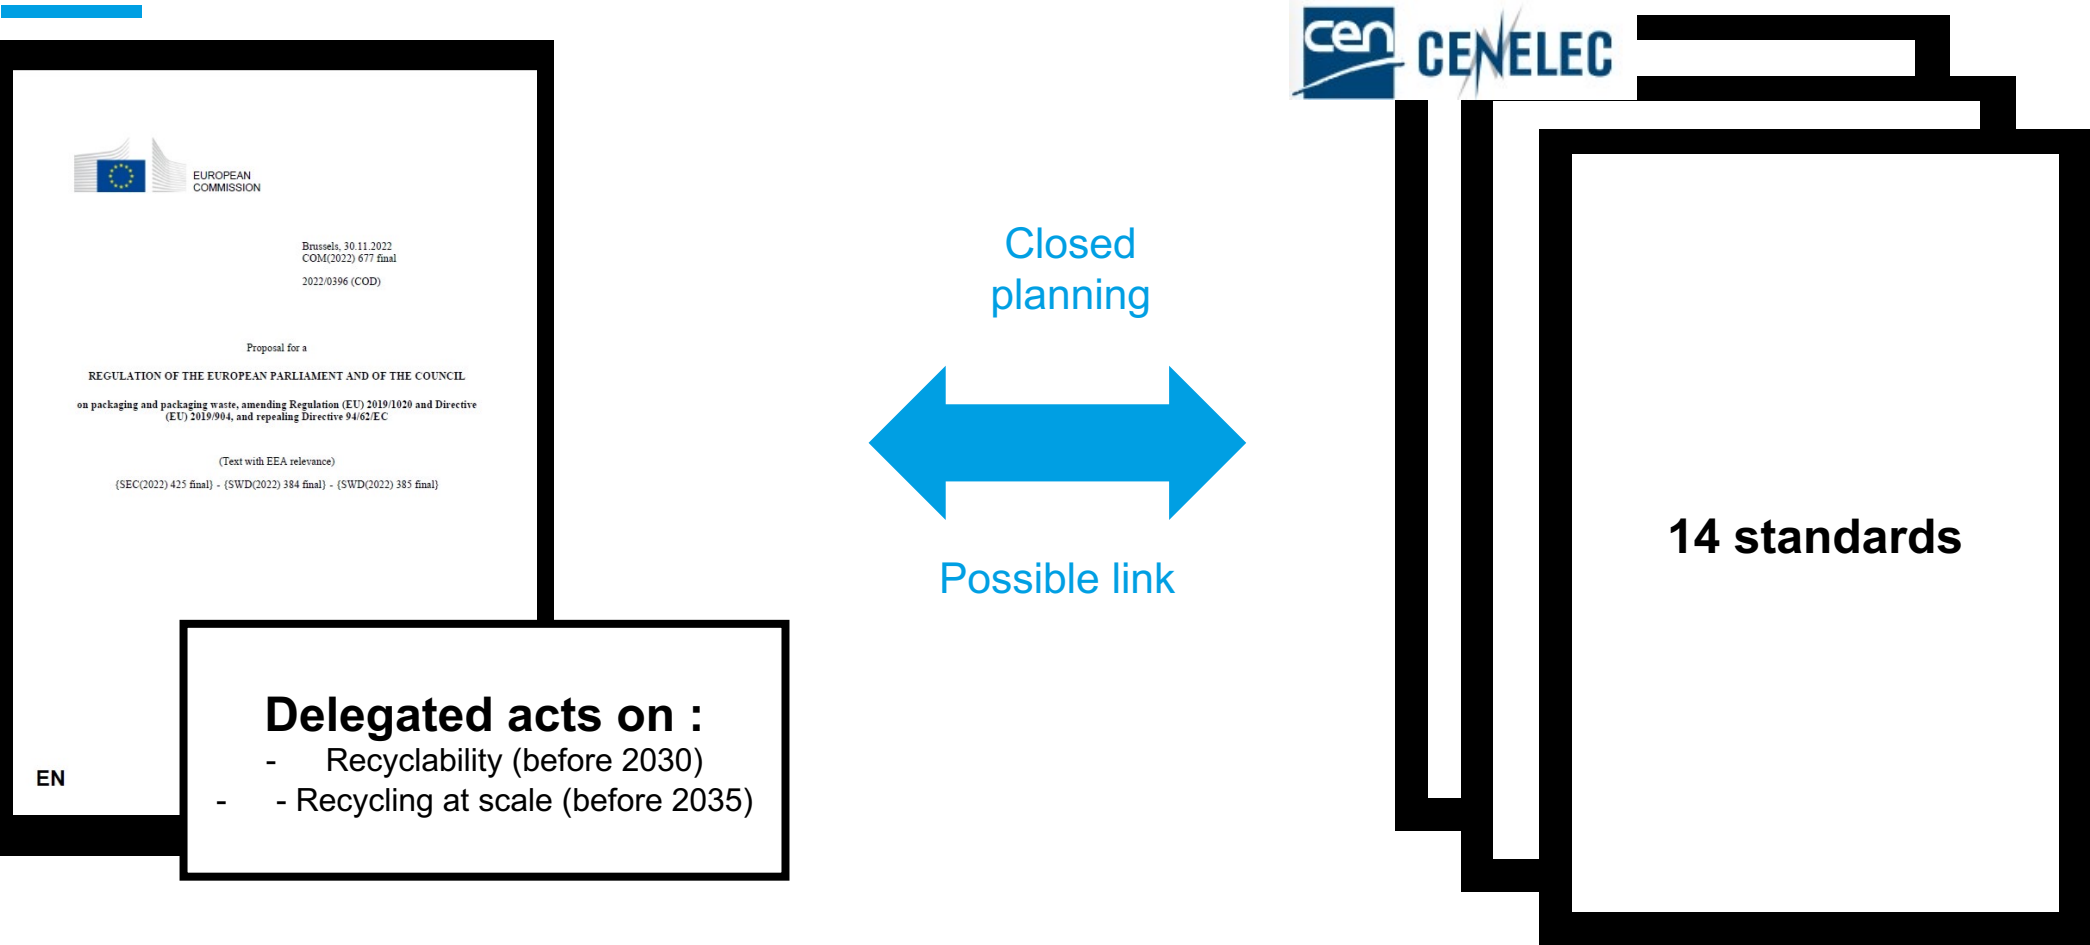 EUROPEAN
COMMISSION
Brussels, 30.11.2022
COM(2022) 677 final
2022/0396 (COD)
Proposal for a
REGULATION OF THE EUROPEAN PARLIAMENT AND OF THE COUNCIL
on packaging and packaging waste, amending Regulation (EU) 2019/1020 and Directive
(EU) 2019/904, and repealing Directive 94/62/EC
(Text with EEA relevance)
{SEC(2022) 425 final} - {SWD(2022) 384 final} - {SWD(2022) 385 final}
EN
Delegated acts on :
- Recyclability (before 2030)
- - Recycling at scale (before 2035)
Closed
planning
Possible link
cen CENELEC
14 standards